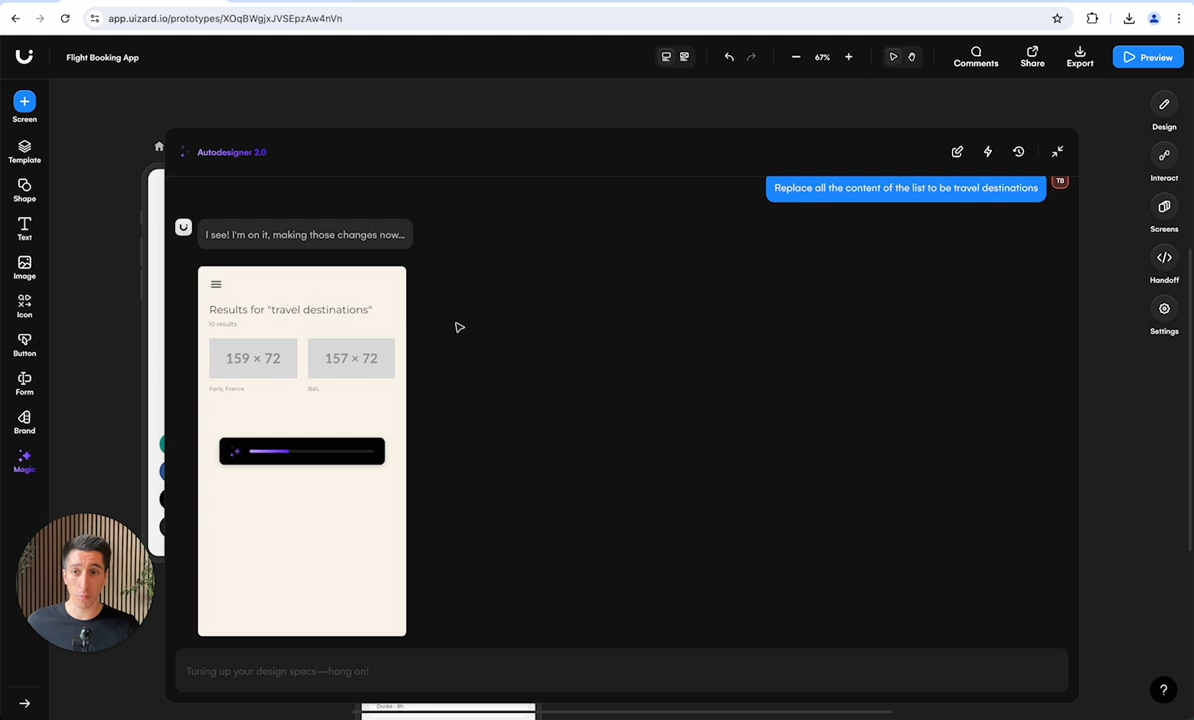 app.uizard.io/prototypes/XOqBWgjxJVSEpzAw4nVn
Flight Booking App
67%
Comments
Share
Export
Preview
Screen
Template
Shape
Text
Image
Icon
Button
Form
Brand
Magic
Autodesigner 2.0
Replace all the content of the list to be travel destinations
TB
I see! I'm on it, making those changes now...
Results for "travel destinations"
10 results
159 × 72
157 × 72
Paris, France
Bali,
Tuning up your design specs—hang on!
Durée : 8h
Design
Interact
Screens
Handoff
Settings
?